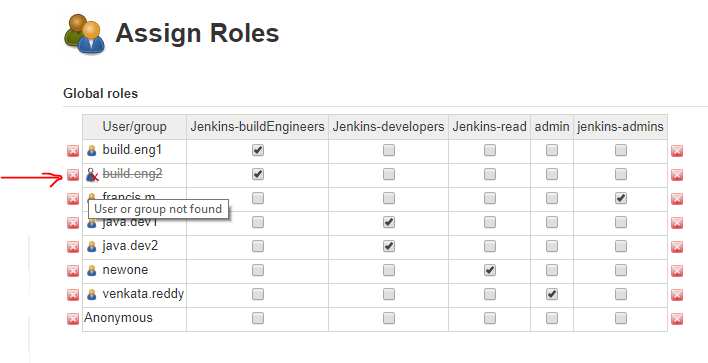 Assign Roles
Global roles
User/group Jenkins-buildEngineers Jenkins-developers Jenkins-read admin jenkins-admins
build.eng1
build.eng2
francis.m
User or group not found
java.dev1
java.dev2
newone
venkata.reddy
Anonymous